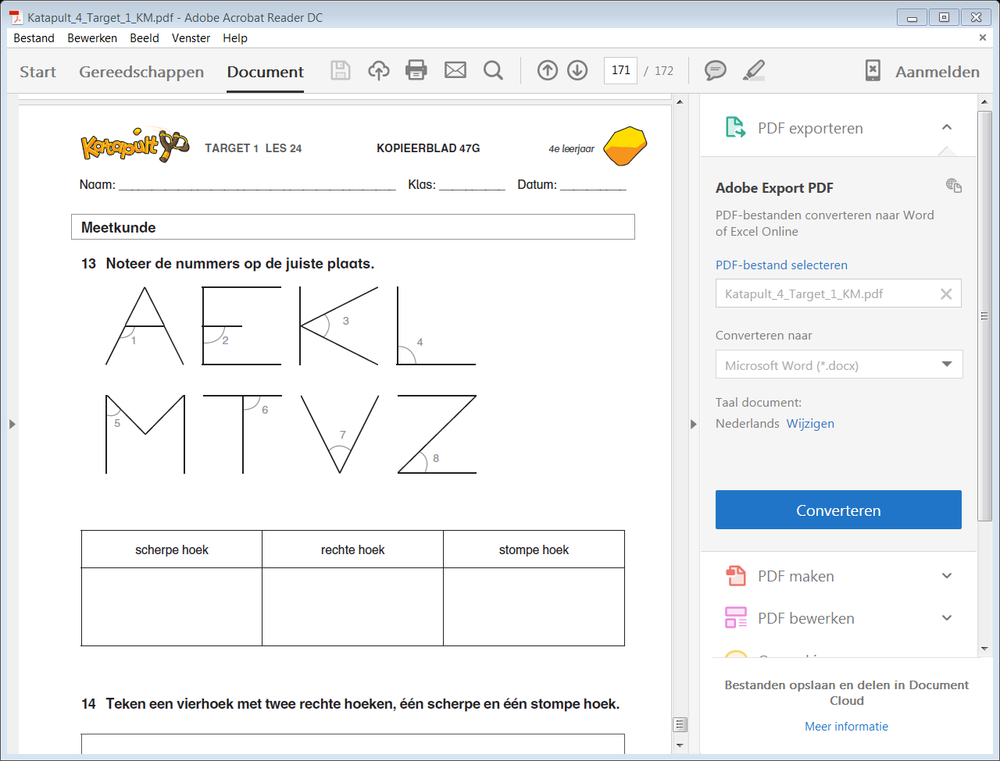 Katapult_4_Target_1_KM.pdf - Adobe Acrobat Reader DC
Bestand Bewerken Beeld Venster Help
Start Gereedschappen Document 171 / 172 Aanmelden
Katapult TARGET 1 LES 24 KOPIEERBLAD 47G 4e leerjaar
Naam: Klas: Datum:
Meetkunde
13 Noteer de nummers op de juiste plaats.
1 2 3 4
5 6 7 8
scherpe hoek rechte hoek stompe hoek
14 Teken een vierhoek met twee rechte hoeken, één scherpe en één stompe hoek.
PDF exporteren
Adobe Export PDF
PDF-bestanden converteren naar Word
of Excel Online
PDF-bestand selecteren
Katapult_4_Target_1_KM.pdf
Converteren naar
Microsoft Word (*.docx)
Taal document:
Nederlands Wijzigen
Converteren
PDF maken
PDF bewerken
Bestanden opslaan en delen in Document
Cloud
Meer informatie